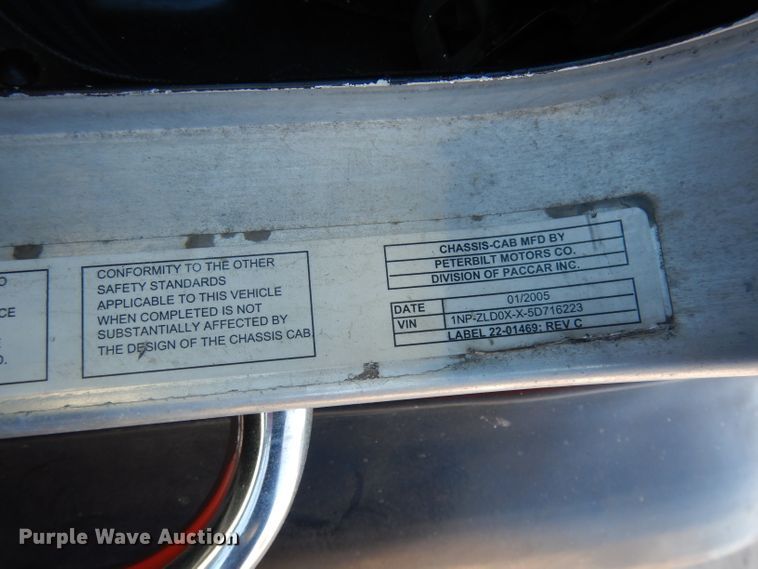 O
CE
E
D.
CONFORMITY TO THE OTHER
SAFETY STANDARDS
APPLICABLE TO THIS VEHICLE
WHEN COMPLETED IS NOT
SUBSTANTIALLY AFFECTED BY
THE DESIGN OF THE CHASSIS CAB.
CHASSIS-CAB MFD BY
PETERBILT MOTORS CO.
DIVISION OF PACCAR INC.
DATE 01/2005
VIN 1NP-ZLD0X-X-5D716223
LABEL 22-01469: REV C
Purple Wave Auction